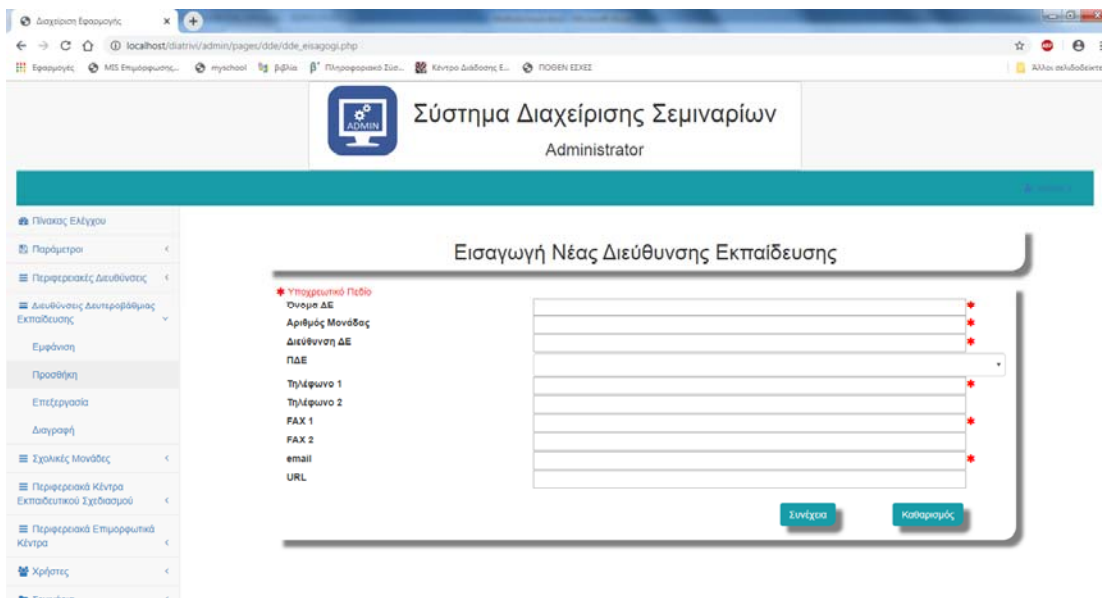 Διαχείριση Εφαρμογής
localhost/diatrivi/admin/pages/dde/dde_eisagogi.php
Εφαρμογές MIS Επιμόρφωσης... myschool βιβλία Πληροφοριακό Σύσ... Κέντρο Διάδοσης Ε... ΠΟΘΕΝ ΕΣΧΕΣ Άλλοι σελιδοδείκτε
ADMIN
Σύστημα Διαχείρισης Σεμιναρίων
Administrator
Πίνακας Ελέγχου
Παράμετροι
Περιφερειακές Διευθύνσεις
Διευθύνσεις Δευτεροβάθμιας
Εκπαίδευσης
Εμφάνιση
Προσθήκη
Επεξεργασία
Διαγραφή
Σχολικές Μονάδες
Περιφερειακά Κέντρα
Εκπαιδευτικού Σχεδιασμού
Περιφερειακά Επιμορφωτικά
Κέντρα
Χρήστες
Εισαγωγή Νέας Διεύθυνσης Εκπαίδευσης
* Υποχρεωτικό Πεδίο
Όνομα ΔΕ *
Αριθμός Μονάδας *
Διεύθυνση ΔΕ *
ΠΔΕ
Τηλέφωνο 1 *
Τηλέφωνο 2
FAX 1 *
FAX 2
email *
URL
Συνέχεια Καθαρισμός